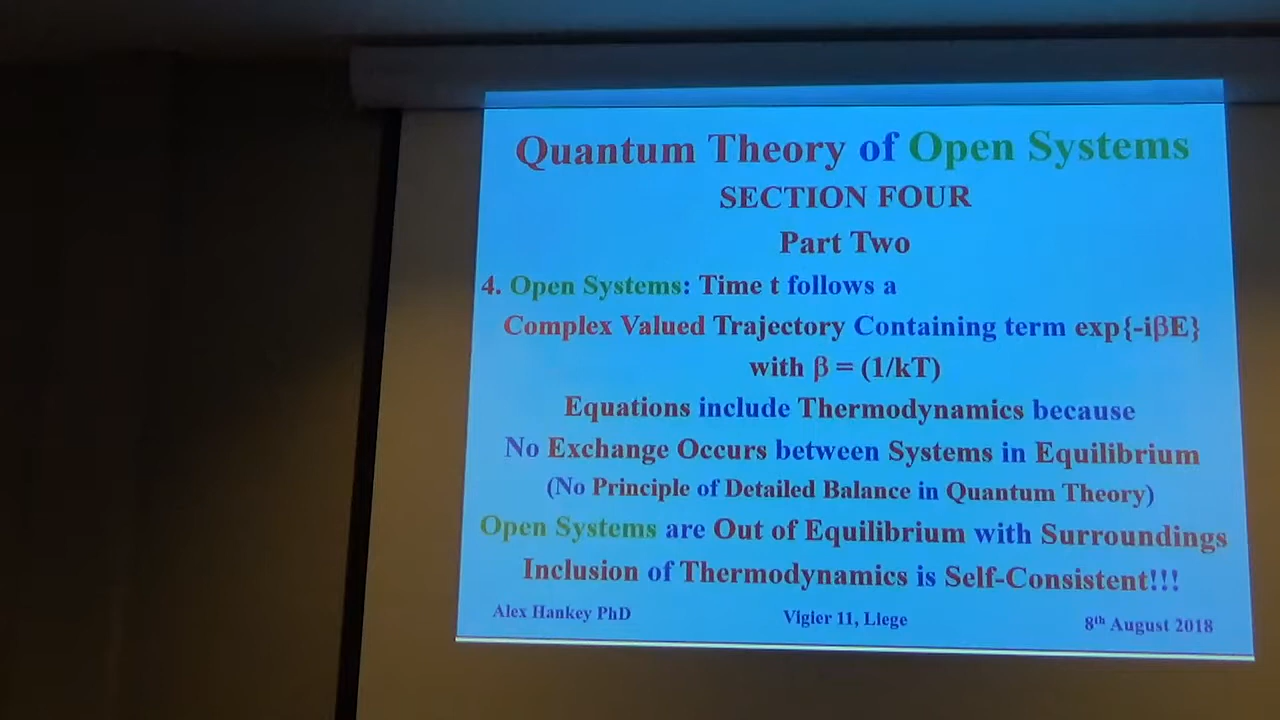 Quantum Theory of Open Systems
SECTION FOUR
Part Two
4. Open Systems: Time t follows a
Complex Valued Trajectory Containing term exp{-iβE}
with β = (1/kT)
Equations include Thermodynamics because
No Exchange Occurs between Systems in Equilibrium
(No Principle of Detailed Balance in Quantum Theory)
Open Systems are Out of Equilibrium with Surroundings
Inclusion of Thermodynamics is Self-Consistent!!!
Alex Hankey PhD Vigier 11, Liege 8th August 2018